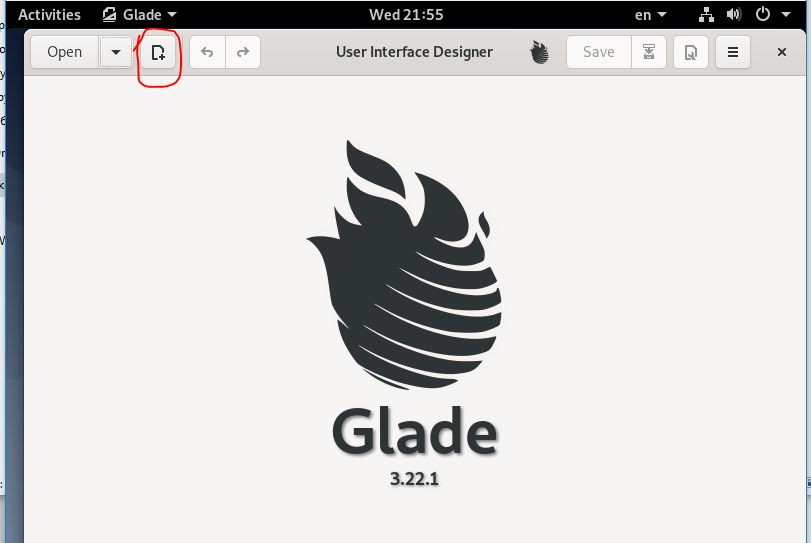 Activities Glade Wed 21:55 en
Open User Interface Designer Save
Glade
3.22.1